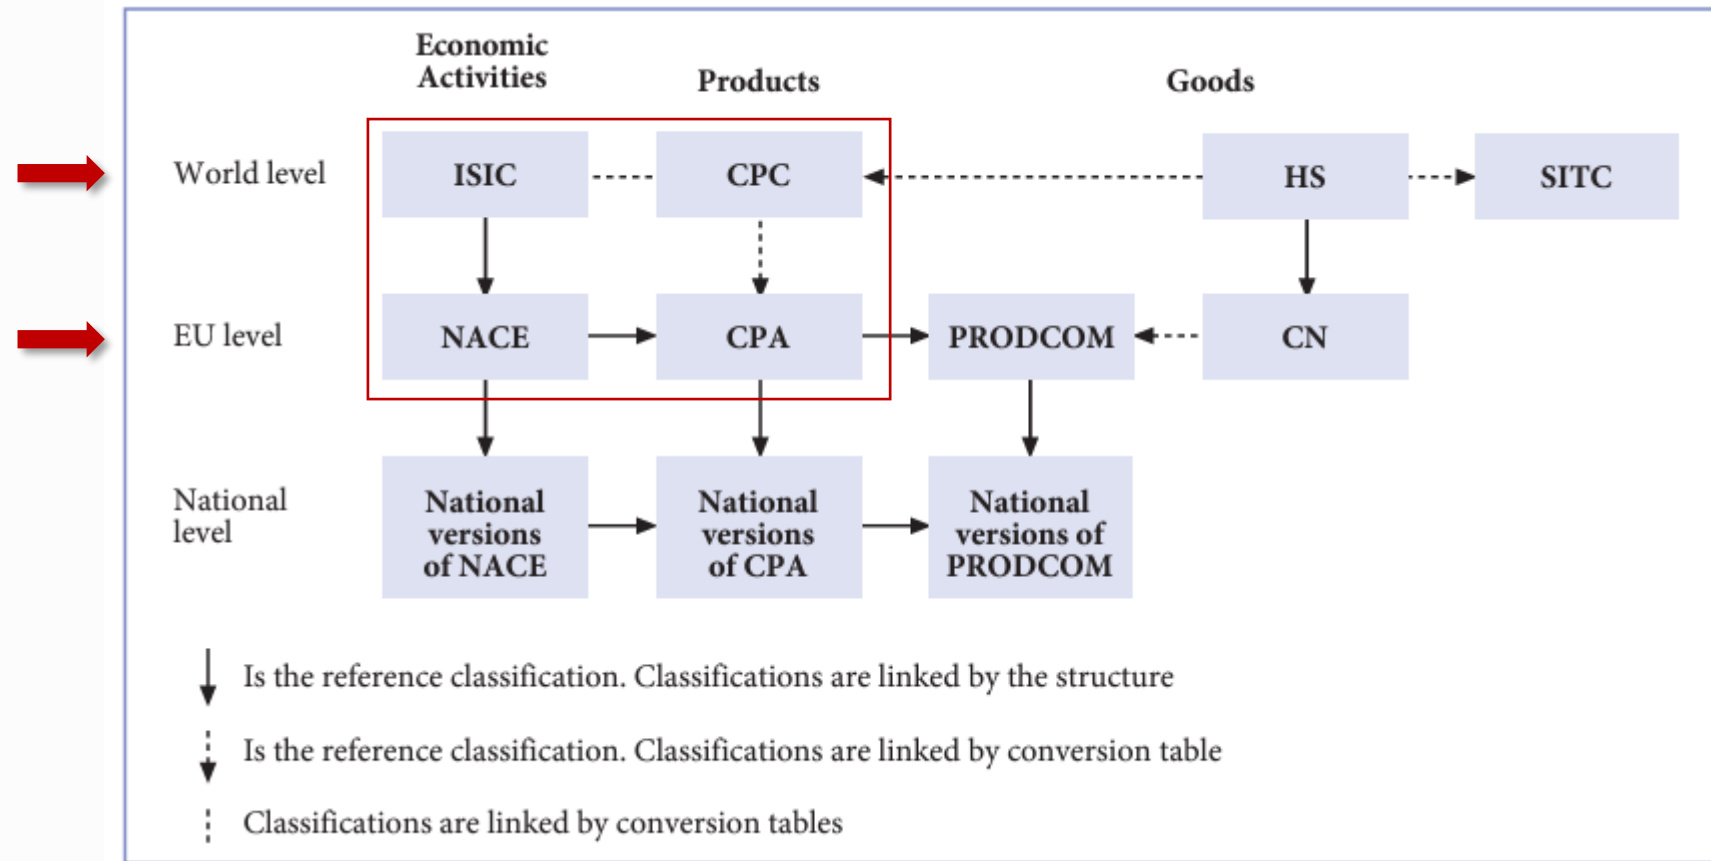 Economic
Activities
Products
Goods
World level
ISIC
CPC
HS
SITC
EU level
NACE
CPA
PRODCOM
CN
National
level
National
versions
of NACE
National
versions
of CPA
National
versions of
PRODCOM
Is the reference classification. Classifications are linked by the structure
Is the reference classification. Classifications are linked by conversion table
Classifications are linked by conversion tables